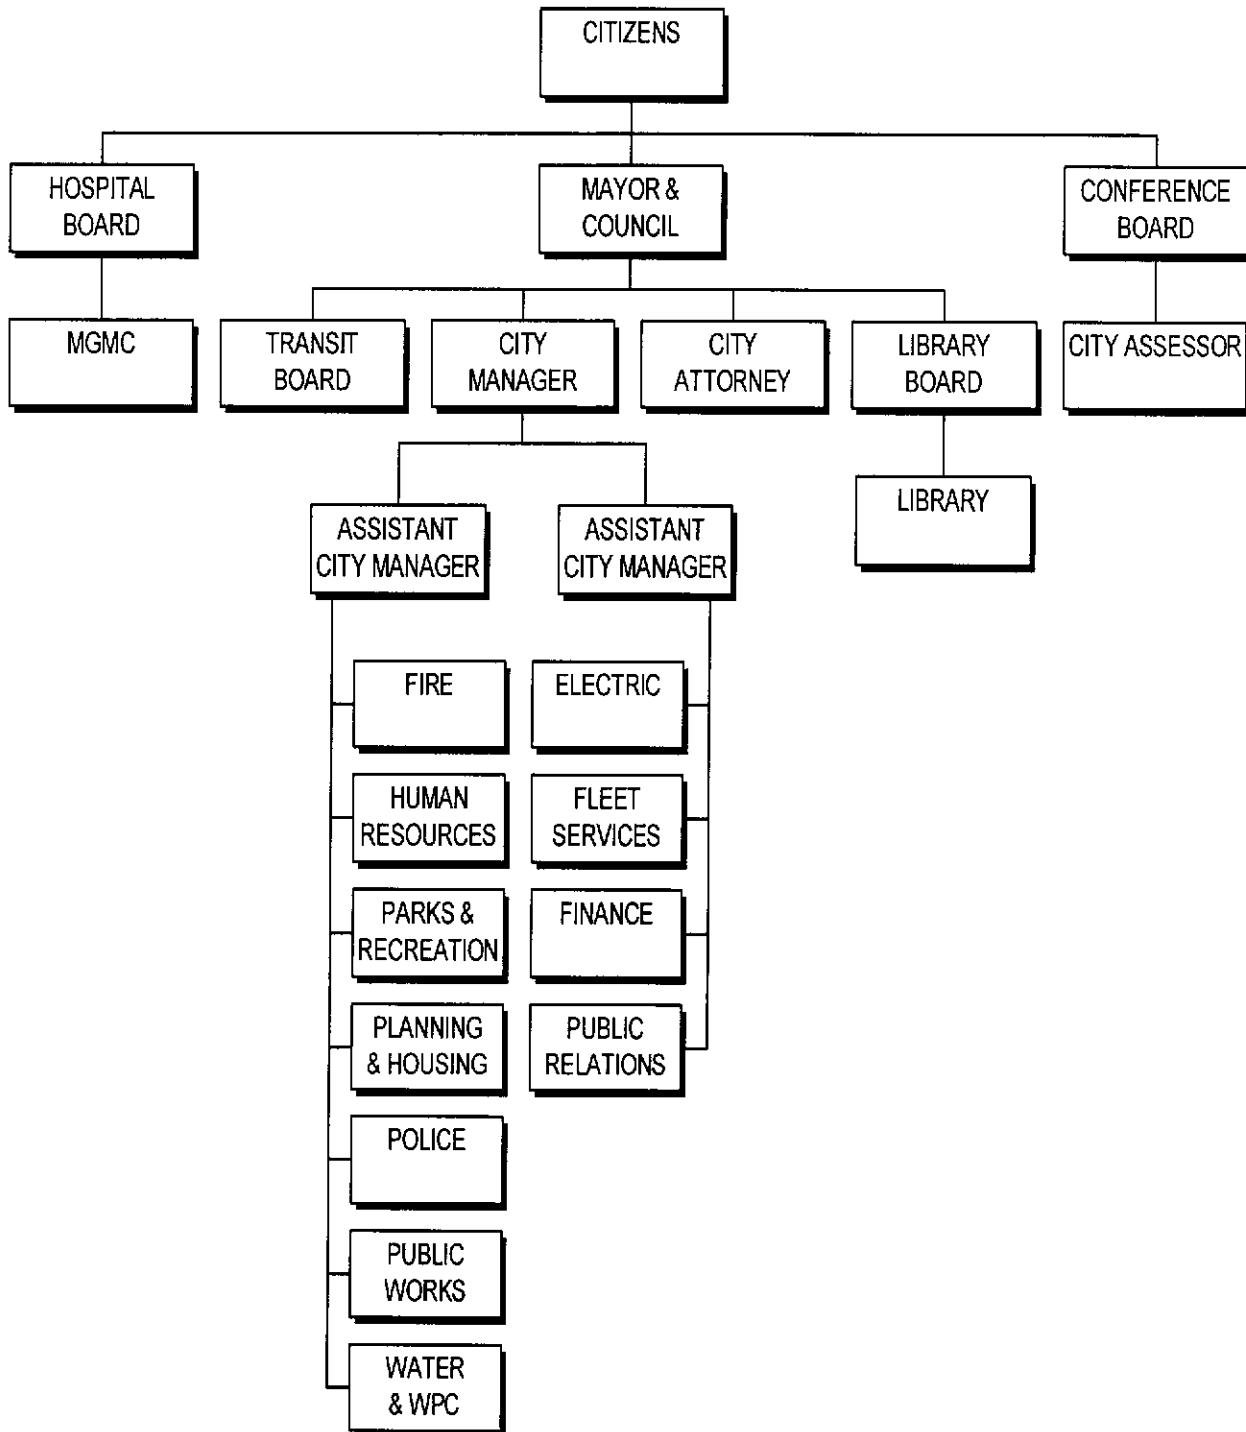 CITIZENS
HOSPITAL
BOARD
MAYOR &
COUNCIL
CONFERENCE
BOARD
MGMC
TRANSIT
BOARD
CITY
MANAGER
CITY
ATTORNEY
LIBRARY
BOARD
CITY ASSESSOR
LIBRARY
ASSISTANT
CITY MANAGER
ASSISTANT
CITY MANAGER
FIRE
HUMAN
RESOURCES
PARKS &
RECREATION
PLANNING
& HOUSING
POLICE
PUBLIC
WORKS
WATER
& WPC
ELECTRIC
FLEET
SERVICES
FINANCE
PUBLIC
RELATIONS